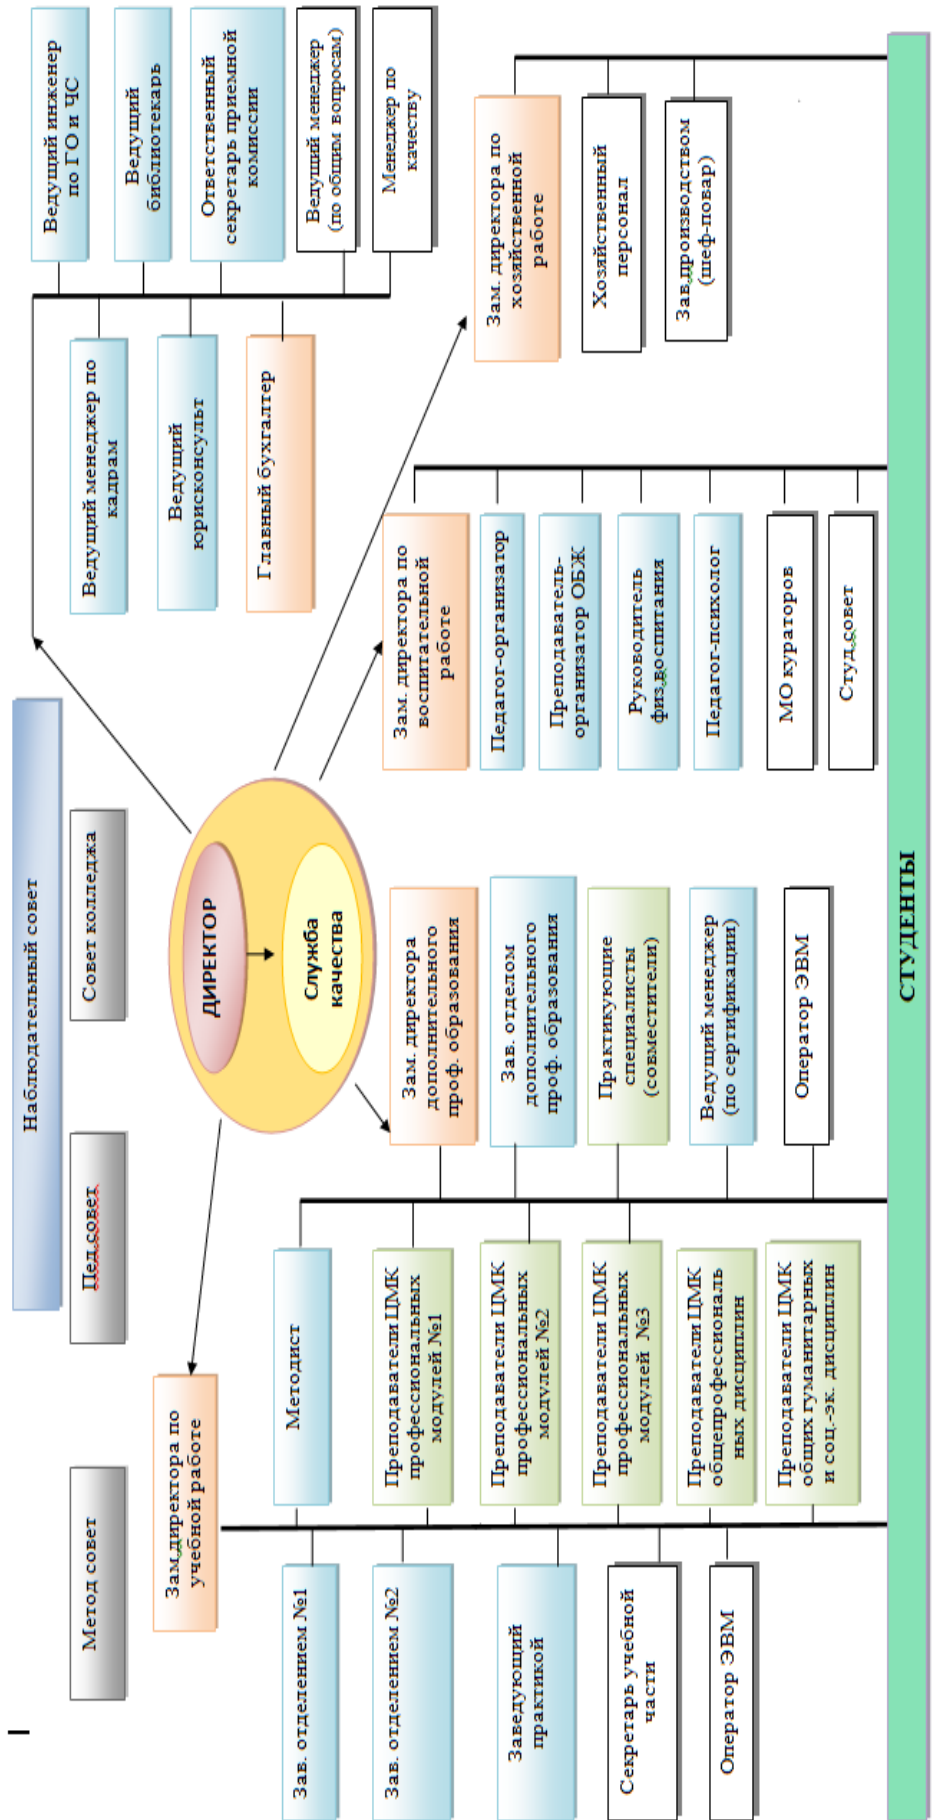 Наблюдательный совет
Метод совет
Пед.совет
Совет колледжа
ДИРЕКТОР
Служба
качества
Зам.директора по
учебной работе
Зав. отделением №1
Зав. отделением №2
Заведующий
практикой
Секретарь учебной
части
Оператор ЭВМ
Методист
Преподаватели ЦМК
профессиональных
модулей №1
Преподаватели ЦМК
профессиональных
модулей №2
Преподаватели ЦМК
профессиональных
модулей №3
Преподаватели ЦМК
общепрофессиональ
ных дисциплин
Преподаватели ЦМК
общих гуманитарных
и соц.-эк. дисциплин
Зам. директора
дополнительного
проф. образования
Зав. отделом
дополнительного
проф. образования
Практикующие
специалисты
(совместители)
Ведущий менеджер
(по сертификации)
Оператор ЭВМ
Зам. директора по
воспитательной
работе
Педагог-организатор
Преподаватель-
организатор ОБЖ
Руководитель
физ.воспитания
Педагог-психолог
МО кураторов
Студ.совет
Ведущий менеджер по
кадрам
Ведущий
юрисконсульт
Главный бухгалтер
Ведущий инженер
по ГО и ЧС
Ведущий
библиотекарь
Ответственный
секретарь приемной
комиссии
Ведущий менеджер
(по общим вопросам)
Менеджер по
качеству
Зам. директора по
хозяйственной
работе
Хозяйственный
персонал
Зав.производством
(шеф-повар)
СТУДЕНТЫ